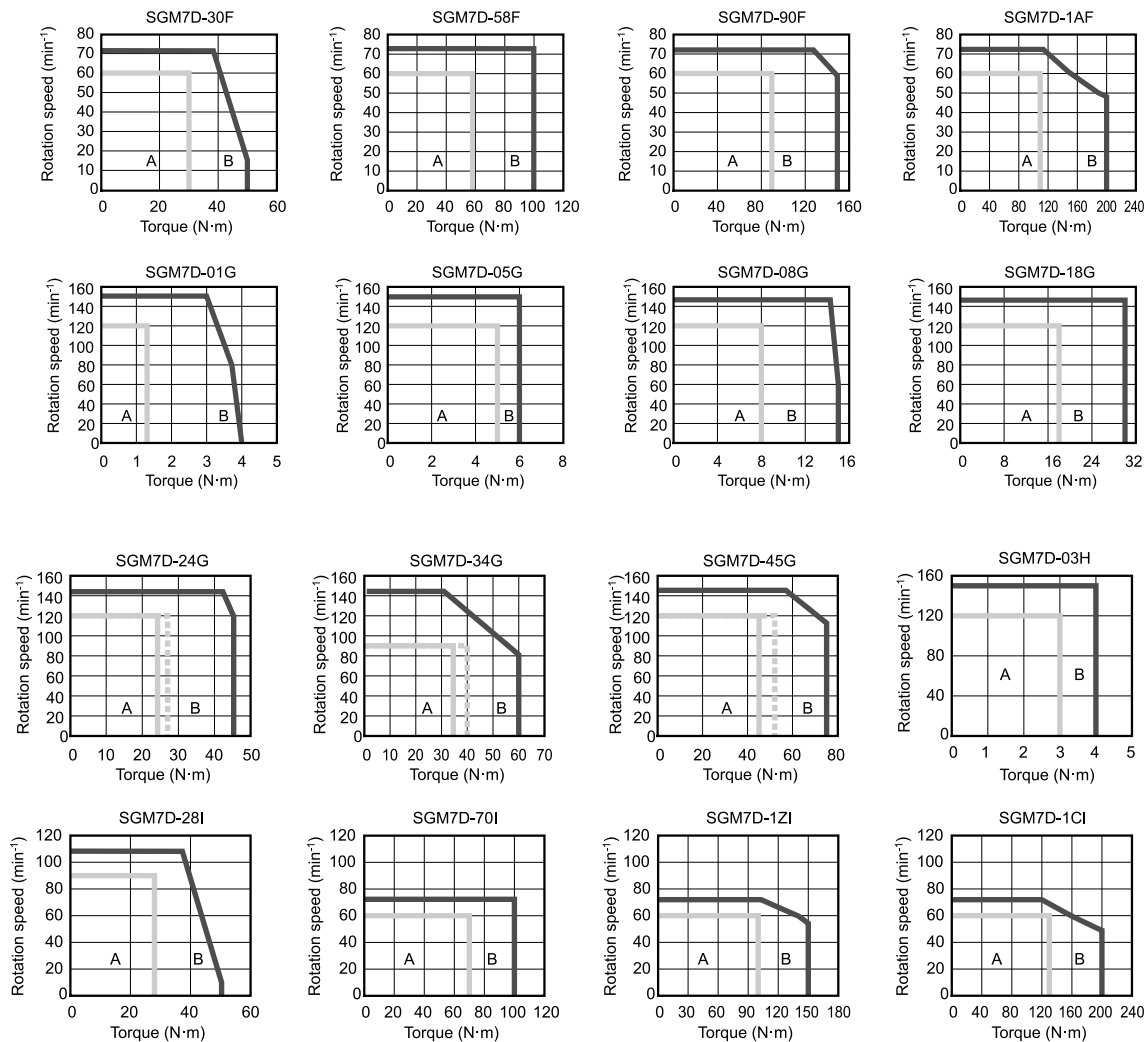 SGM7D-30F
Rotation speed (min-1)
80
70
60
50
40
30
20
10
0
A
B
0 20 40 60
Torque (N·m)
SGM7D-58F
Rotation speed (min-1)
80
70
60
50
40
30
20
10
0
A
B
0 20 40 60 80 100 120
Torque (N·m)
SGM7D-90F
Rotation speed (min-1)
80
70
60
50
40
30
20
10
0
A
B
0 40 80 120 160
Torque (N·m)
SGM7D-1AF
Rotation speed (min-1)
80
70
60
50
40
30
20
10
0
A
B
0 40 80 120 160 200 240
Torque (N·m)
SGM7D-01G
Rotation speed (min-1)
160
140
120
100
80
60
40
20
0
A
B
0 1 2 3 4 5
Torque (N·m)
SGM7D-05G
Rotation speed (min-1)
160
140
120
100
80
60
40
20
0
A
B
0 2 4 6 8
Torque (N·m)
SGM7D-08G
Rotation speed (min-1)
160
140
120
100
80
60
40
20
0
A
B
0 4 8 12 16
Torque (N·m)
SGM7D-18G
Rotation speed (min-1)
160
140
120
100
80
60
40
20
0
A
B
0 8 16 24 32
Torque (N·m)
SGM7D-24G
Rotation speed (min-1)
160
140
120
100
80
60
40
20
0
A
B
0 10 20 30 40 50
Torque (N·m)
SGM7D-34G
Rotation speed (min-1)
160
140
120
100
80
60
40
20
0
A
B
0 10 20 30 40 50 60 70
Torque (N·m)
SGM7D-45G
Rotation speed (min-1)
160
140
120
100
80
60
40
20
0
A
B
0 20 40 60 80
Torque (N·m)
SGM7D-03H
Rotation speed (min-1)
160
120
80
40
0
A
B
0 1 2 3 4 5
Torque (N·m)
SGM7D-28I
Rotation speed (min-1)
120
100
80
60
40
20
0
A
B
0 20 40 60
Torque (N·m)
SGM7D-70I
Rotation speed (min-1)
120
100
80
60
40
20
0
A
B
0 20 40 60 80 100 120
Torque (N·m)
SGM7D-1ZI
Rotation speed (min-1)
120
100
80
60
40
20
0
A
B
0 30 60 90 120 150 180
Torque (N·m)
SGM7D-1CI
Rotation speed (min-1)
120
100
80
60
40
20
0
A
B
0 40 80 120 160 200 240
Torque (N·m)